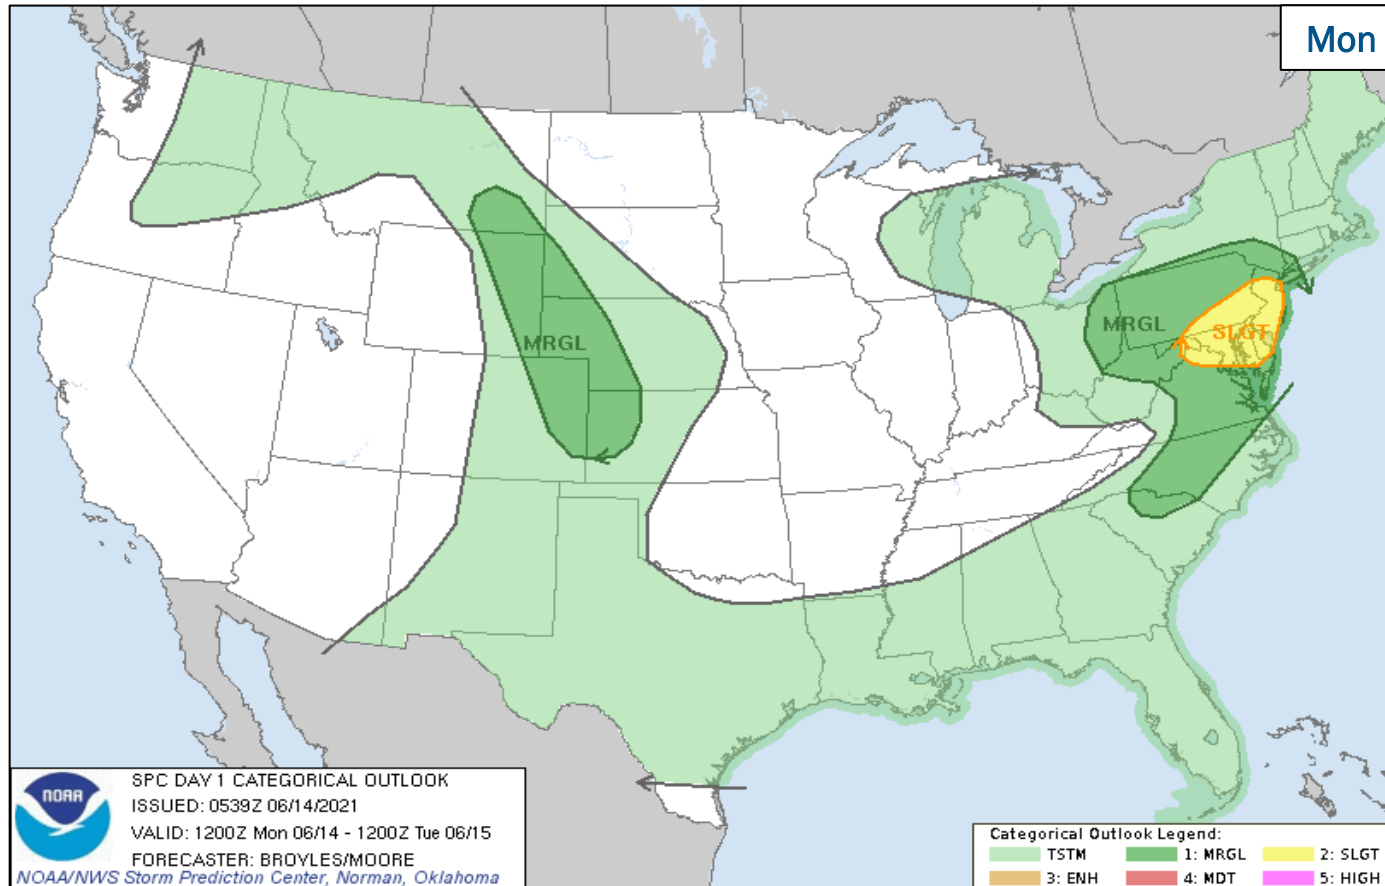 Mon
MRGL
SLGT
MRGL
NOAA
SPC DAY 1 CATEGORICAL OUTLOOK
ISSUED: 0539Z 06/14/2021
VALID: 1200Z Mon 06/14 - 1200Z Tue 06/15
FORECASTER: BROYLES/MOORE
NOAA/NWS Storm Prediction Center, Norman, Oklahoma
Categorical Outlook Legend:
TSTM 1: MRGL 2: SLGT
3: ENH 4: MDT 5: HIGH